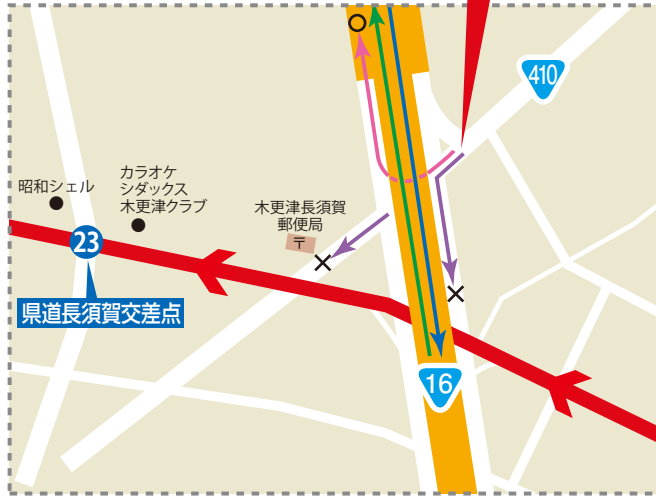 410
昭和シェル
カラオケ
シダックス
木更津クラブ
木更津長須賀
郵便局
〒
23
県道長須賀交差点
16